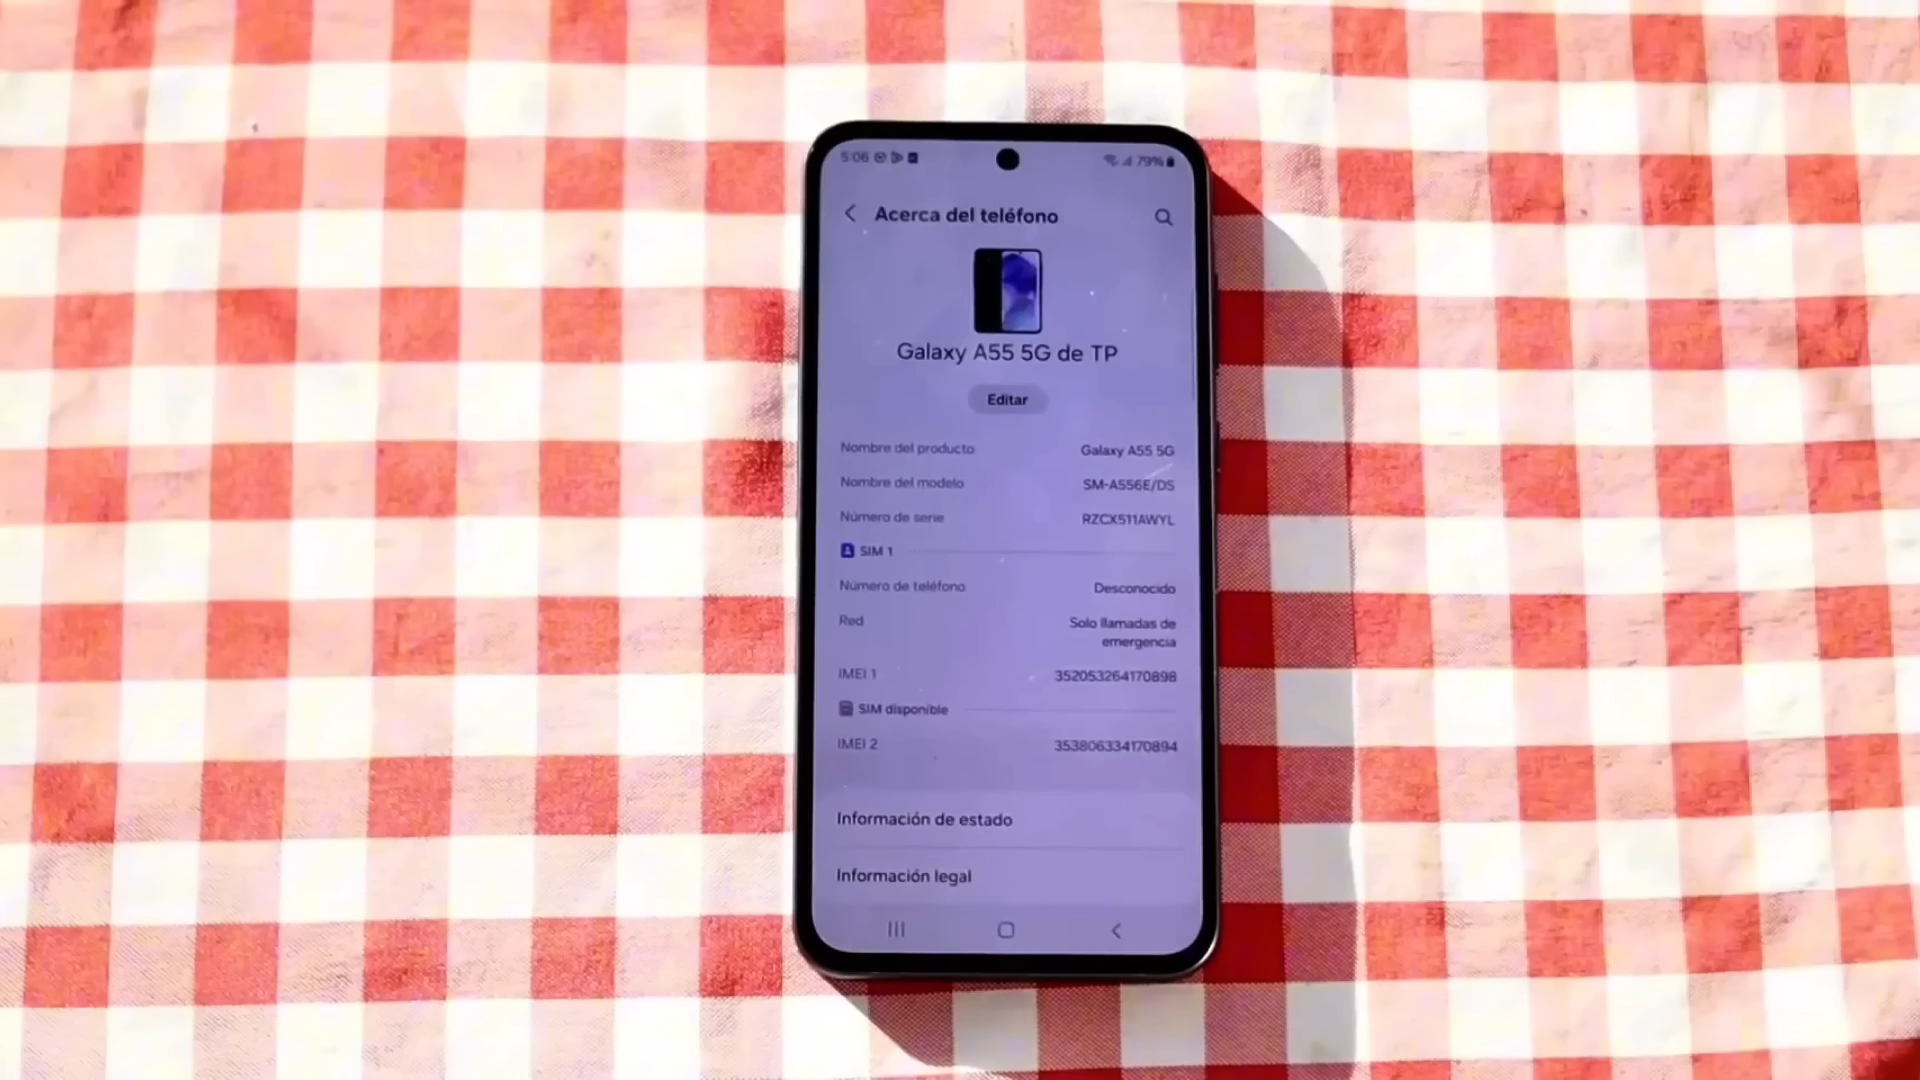 5:06 79%
Acerca del teléfono
Galaxy A55 5G de TP
Editar
Nombre del producto Galaxy A55 5G
Nombre del modelo SM-A556E/DS
Número de serie RZCX511AWYL
SIM 1
Número de teléfono Desconocido
Red Solo llamadas de
emergencia
IMEI 1 352053264170898
SIM disponible
IMEI 2 353806334170894
Información de estado
Información legal